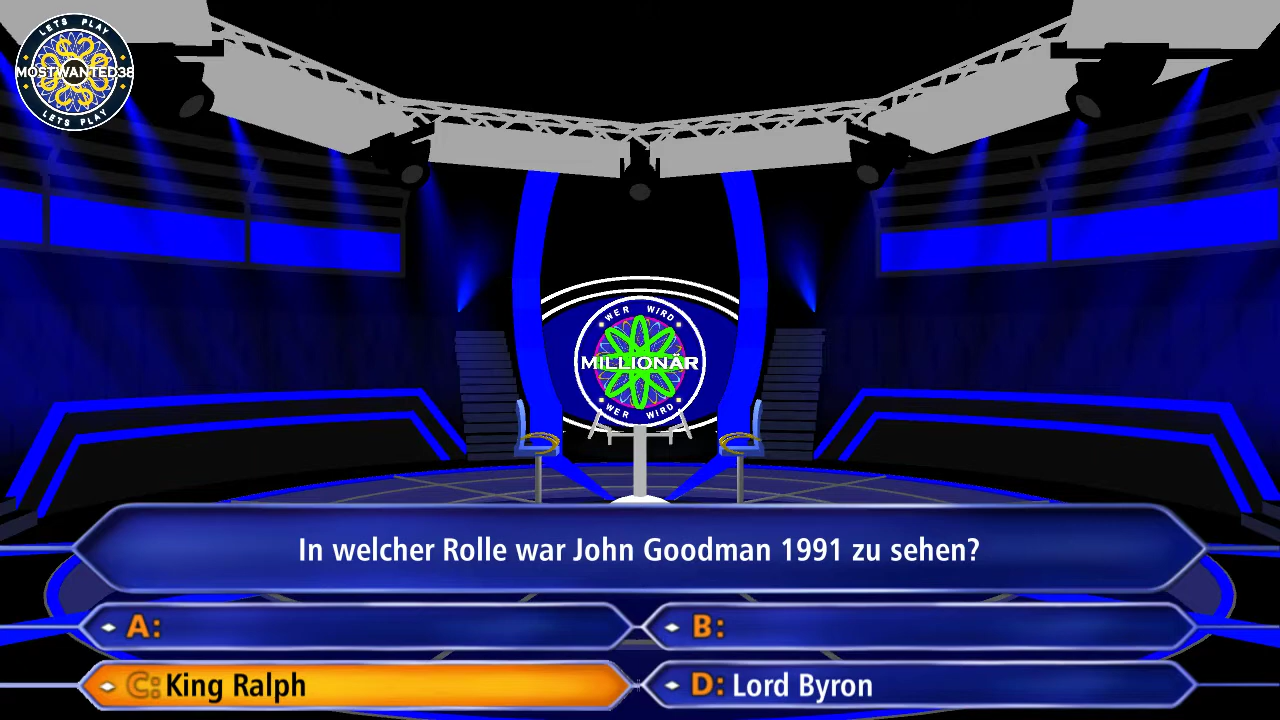 LETS PLAY
MOSTWANTED38
LETS PLAY
WER WIRD
MILLIONÄR
WER WIRD
In welcher Rolle war John Goodman 1991 zu sehen?
A:
B:
C: King Ralph
D: Lord Byron